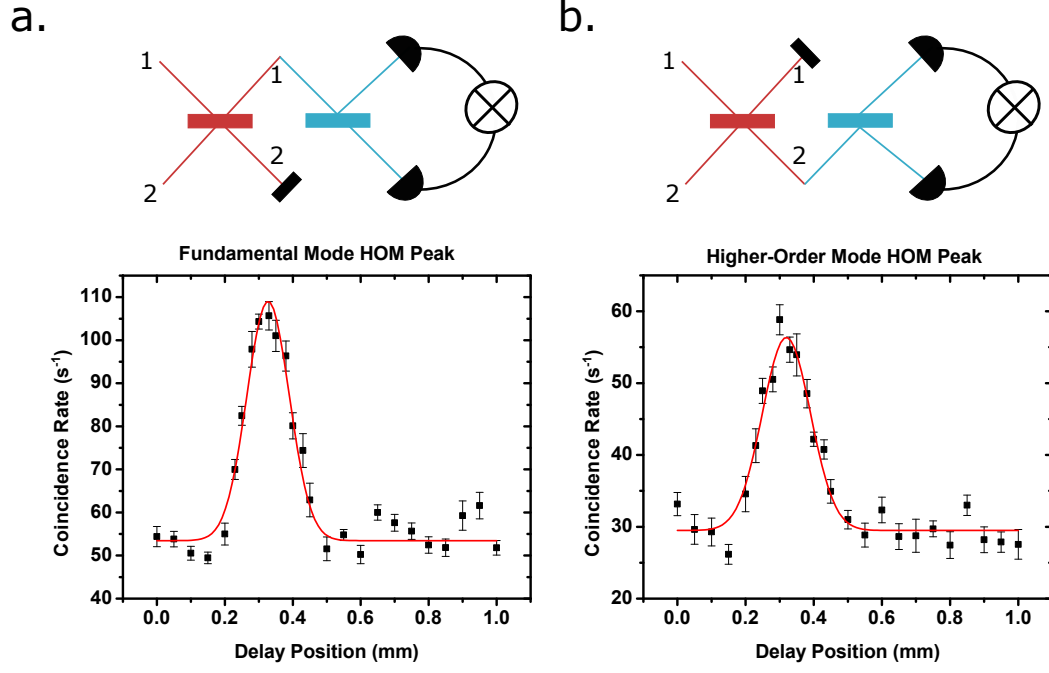 a.
1
1
2
2
Fundamental Mode HOM Peak
Coincidence Rate (s⁻¹)
110
100
90
80
70
60
50
40
0.0 0.2 0.4 0.6 0.8 1.0
Delay Position (mm)
b.
1
1
2
2
Higher-Order Mode HOM Peak
Coincidence Rate (s⁻¹)
60
50
40
30
20
0.0 0.2 0.4 0.6 0.8 1.0
Delay Position (mm)